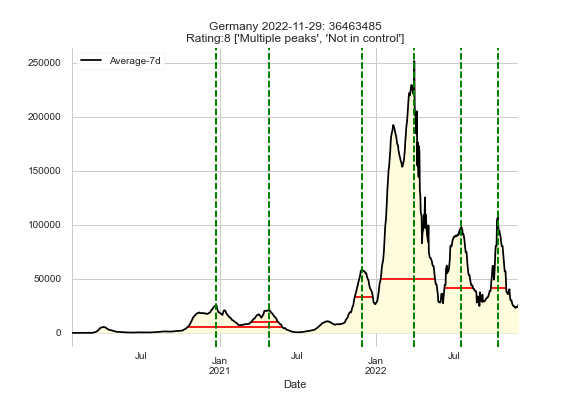 Germany 2022-11-29: 36463485
Rating:8 ['Multiple peaks', 'Not in control']
Average-7d
250000
200000
150000
100000
50000
0
Jul
Jan
2021
Jul
Jan
2022
Jul
Date